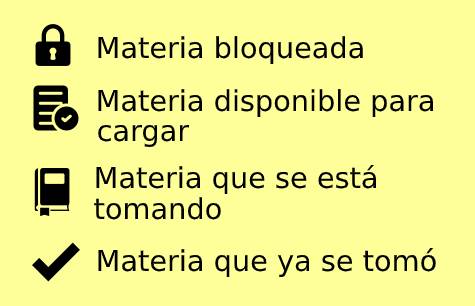 Materia bloqueada
Materia disponible para
cargar
Materia que se está
tomando
Materia que ya se tomó